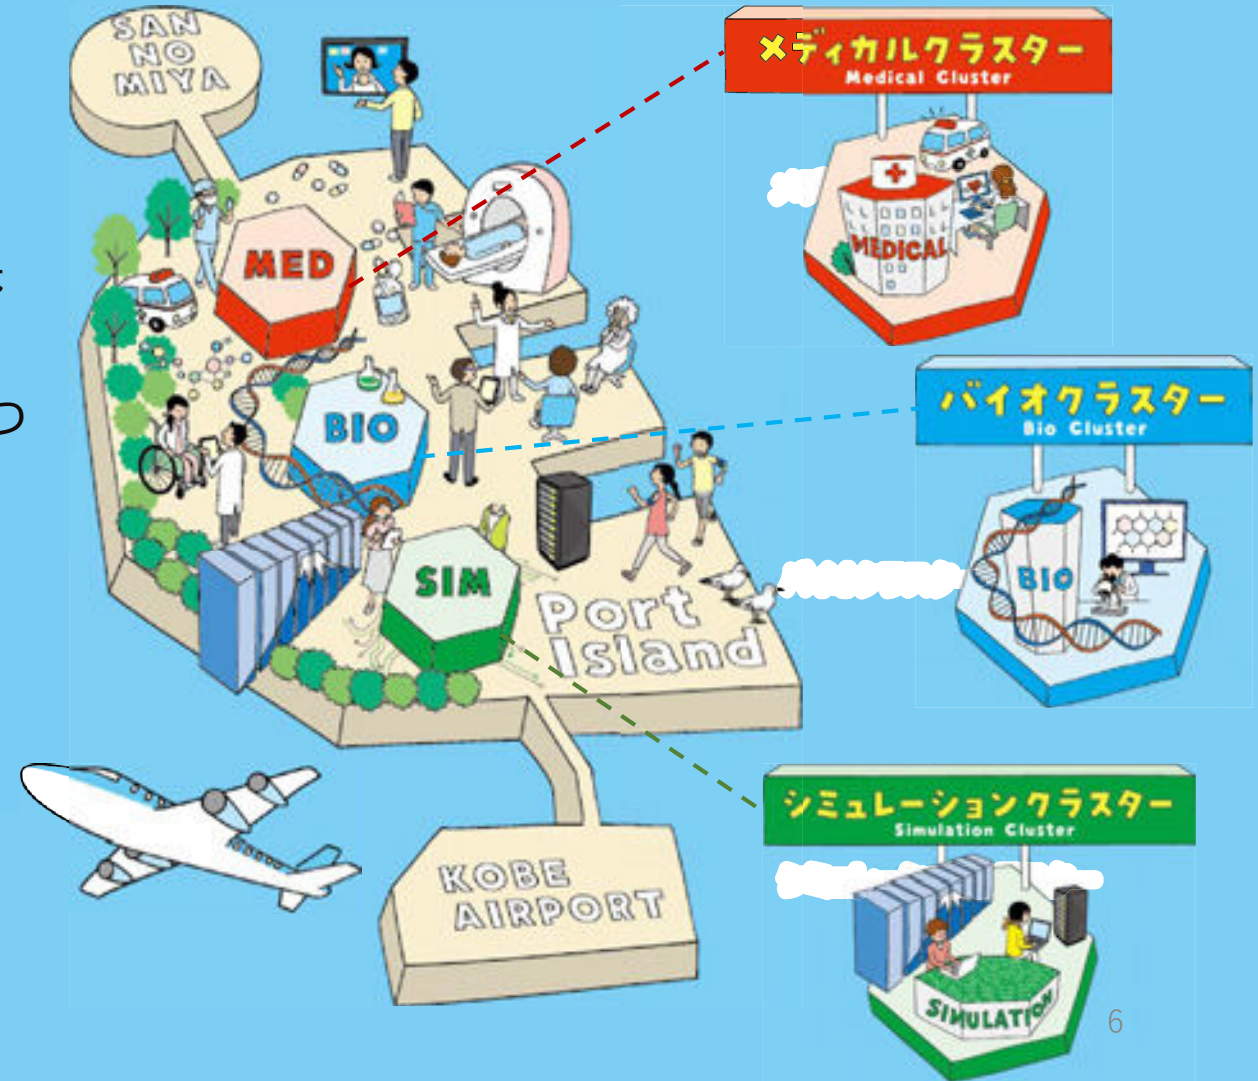 SAN
NO
MIYA
MED
BIO
SIM
Port
Island
KOBE
AIRPORT
メディカルクラスター
Medical Cluster
MEDICAL
バイオクラスター
Bio Cluster
BIO
シミュレーションクラスター
Simulation Cluster
SIMULATION
6
つ